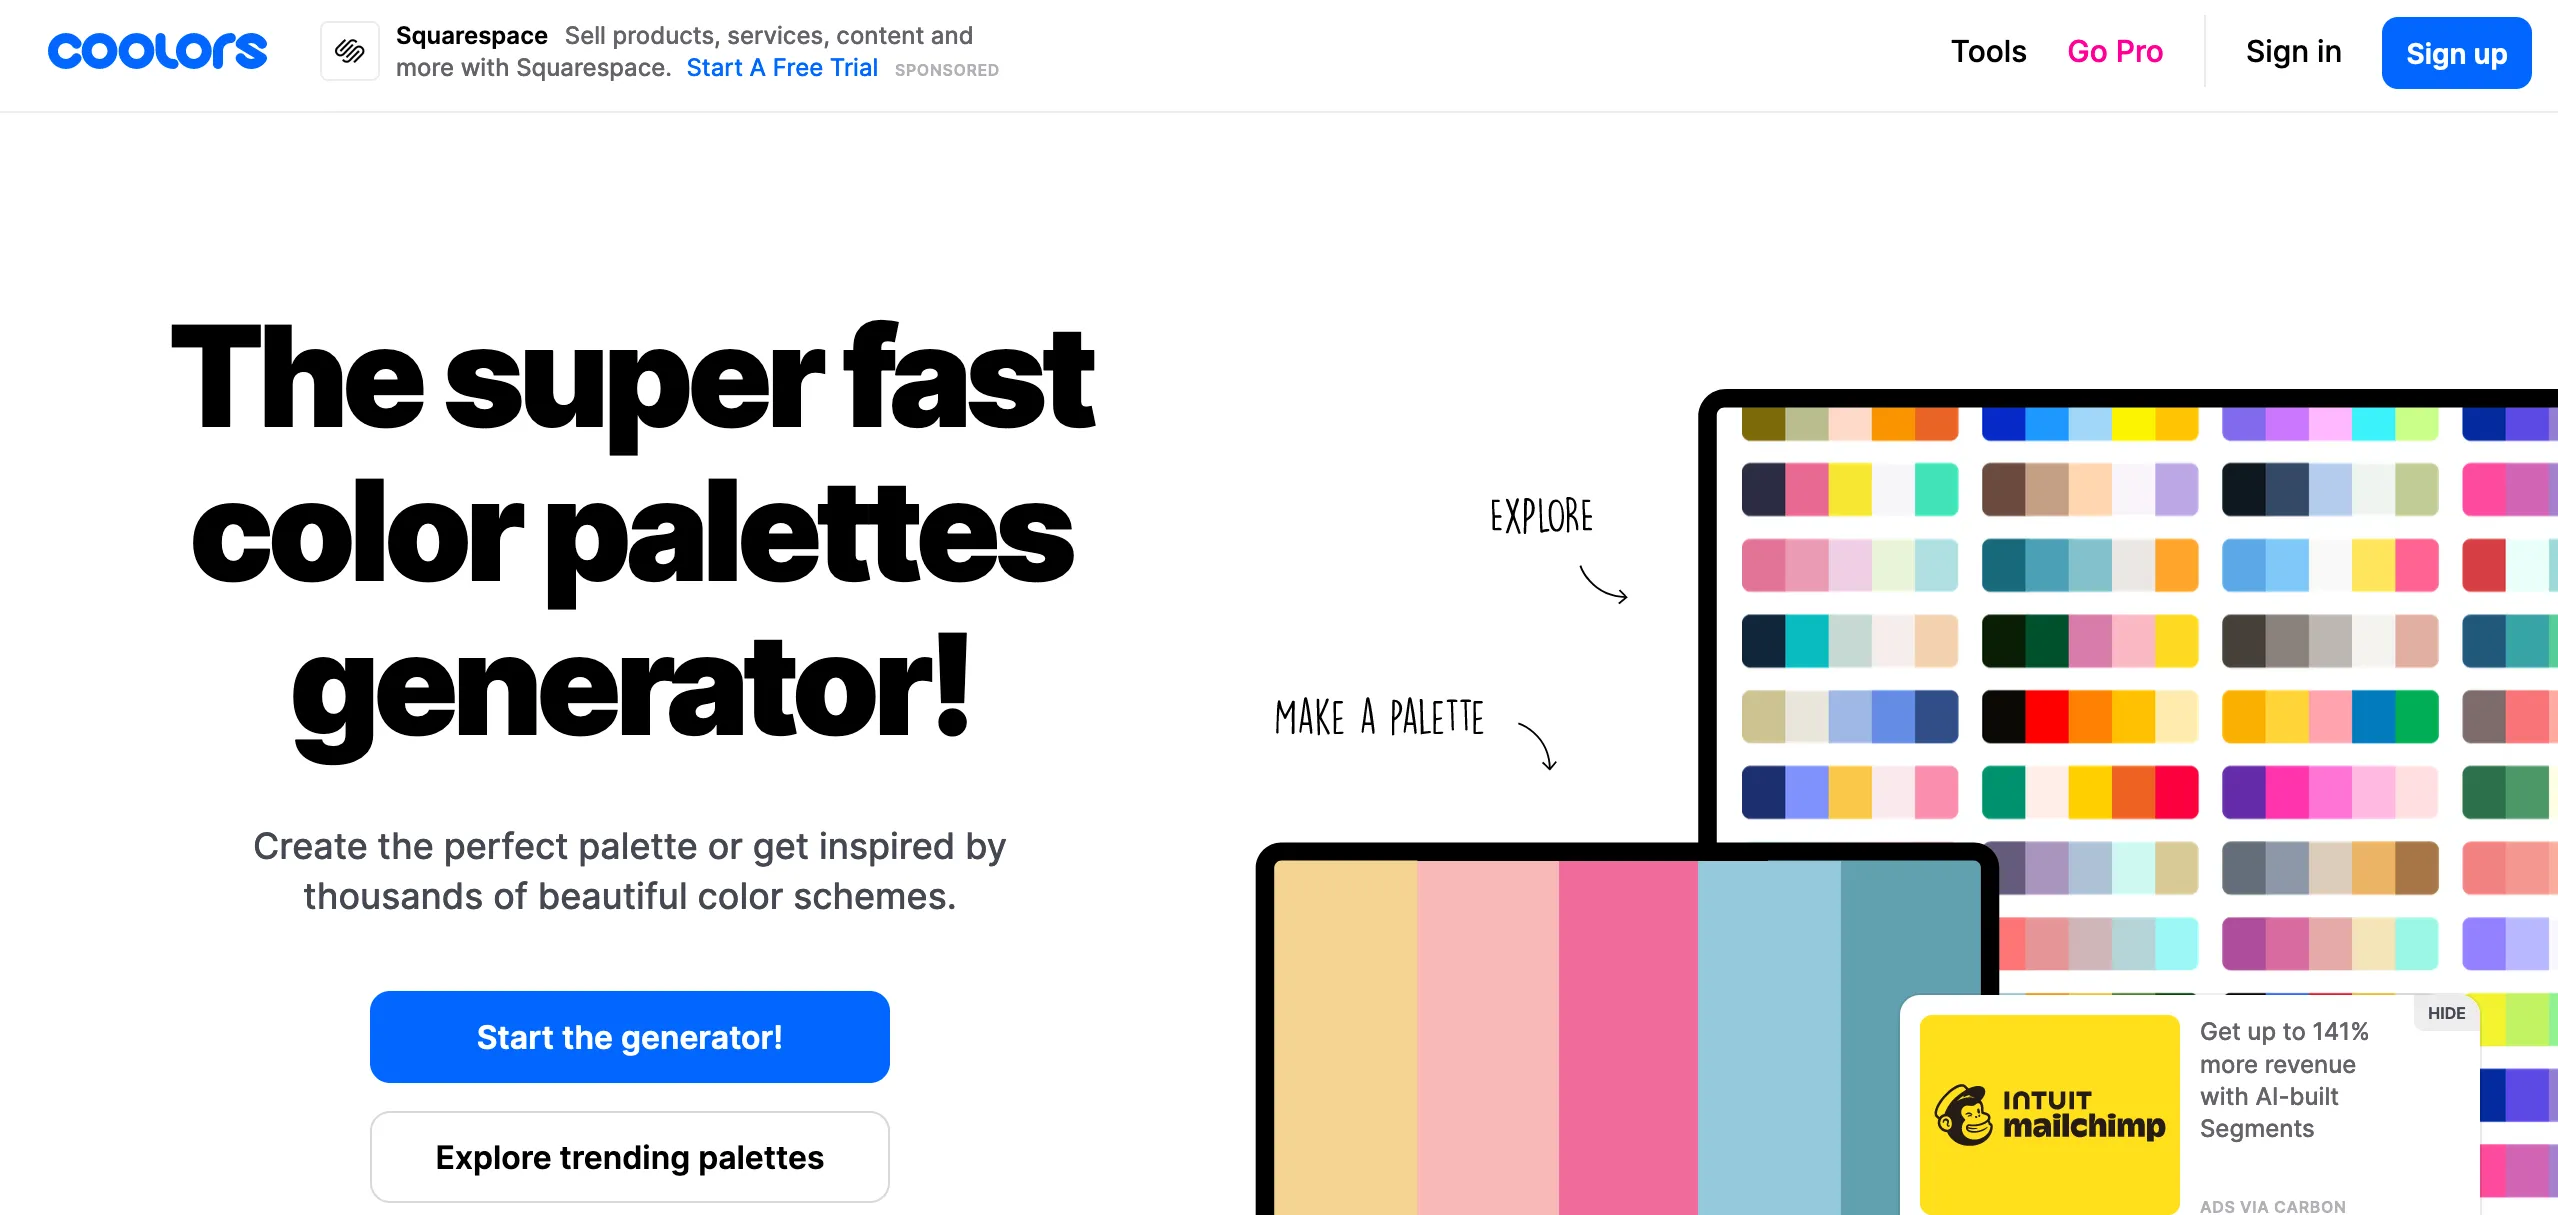 coolors
Squarespace Sell products, services, content and
more with Squarespace. Start A Free Trial SPONSORED
Tools
Go Pro
Sign in
Sign up
The super fast
color palettes
generator!
Create the perfect palette or get inspired by
thousands of beautiful color schemes.
Start the generator!
Explore trending palettes
EXPLORE
MAKE A PALETTE
HIDE
INTUIT
mailchimp
Get up to 141%
more revenue
with AI-built
Segments
ADS VIA CARBON